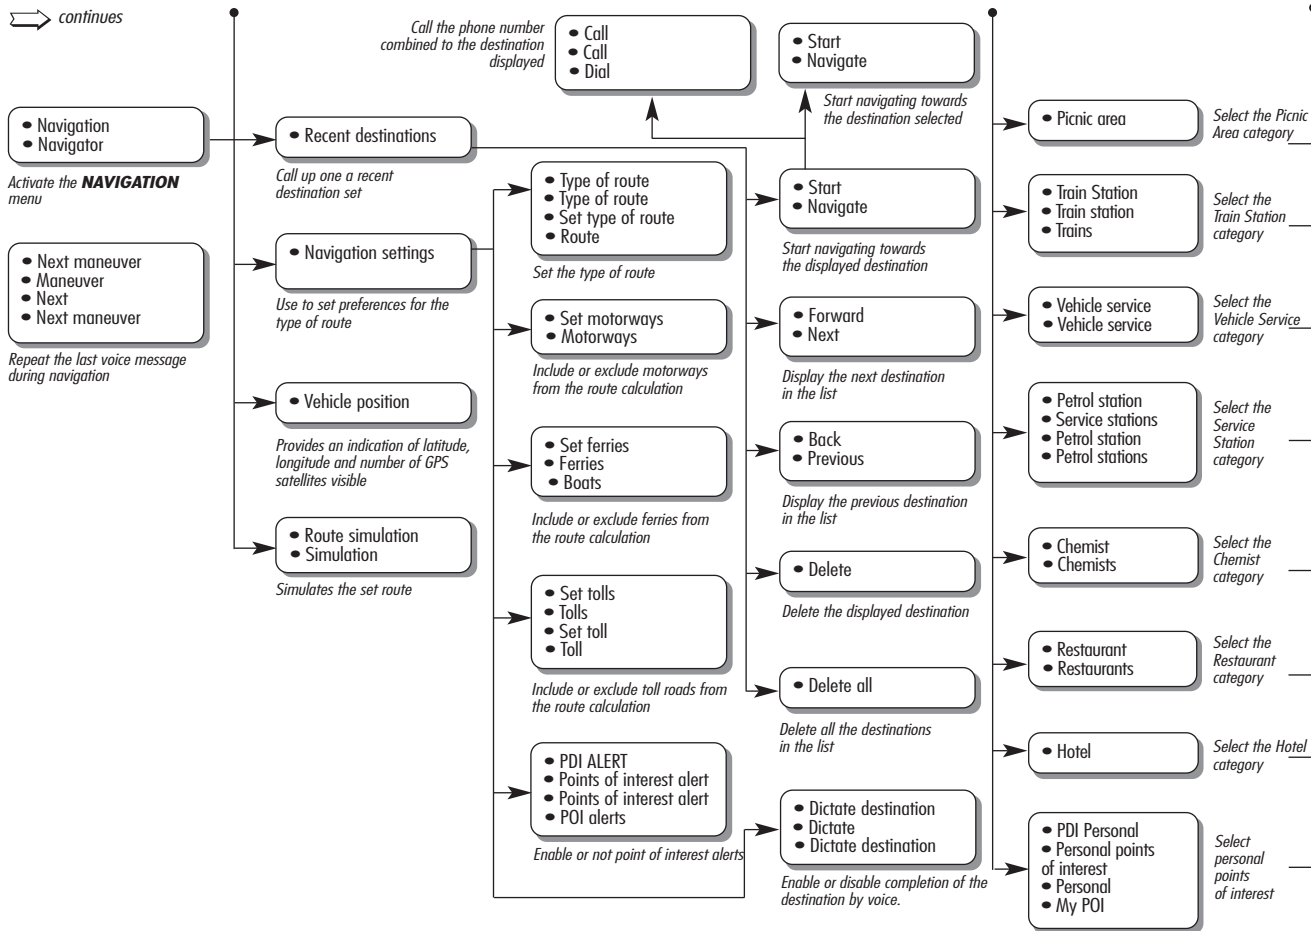 continues
• Navigation
• Navigator
Activate the NAVIGATION
menu
• Next maneuver
• Maneuver
• Next
• Next maneuver
Repeat the last voice message
during navigation
• Recent destinations
Call up one a recent
destination set
• Navigation settings
Use to set preferences for the
type of route
• Vehicle position
Provides an indication of latitude,
longitude and number of GPS
satellites visible
• Route simulation
• Simulation
Simulates the set route
Call the phone number
combined to the destination
displayed
• Call
• Call
• Dial
• Type of route
• Type of route
• Set type of route
• Route
Set the type of route
• Set motorways
• Motorways
Include or exclude motorways
from the route calculation
• Set ferries
• Ferries
• Boats
Include or exclude ferries from
the route calculation
• Set tolls
• Tolls
• Set toll
• Toll
Include or exclude toll roads from
the route calculation
• PDI ALERT
• Points of interest alert
• Points of interest alert
• POI alerts
Enable or not point of interest alerts
• Start
• Navigate
Start navigating towards
the destination selected
• Start
• Navigate
Start navigating towards
the displayed destination
• Forward
• Next
Display the next destination
in the list
• Back
• Previous
Display the previous destination
in the list
• Delete
Delete the displayed destination
• Delete all
Delete all the destinations
in the list
• Dictate destination
• Dictate
• Dictate destination
Enable or disable completion of the
destination by voice.
• Picnic area
Select the Picnic
Area category
• Train Station
• Train station
• Trains
Select the
Train Station
category
• Vehicle service
• Vehicle service
Select the
Vehicle Service
category
• Petrol station
• Service stations
• Petrol station
• Petrol stations
Select the
Service
Station
category
• Chemist
• Chemists
Select the
Chemist
category
• Restaurant
• Restaurants
Select the
Restaurant
category
• Hotel
Select the Hotel
category
• PDI Personal
• Personal points
of interest
• Personal
• My POI
Select
personal
points
of interest